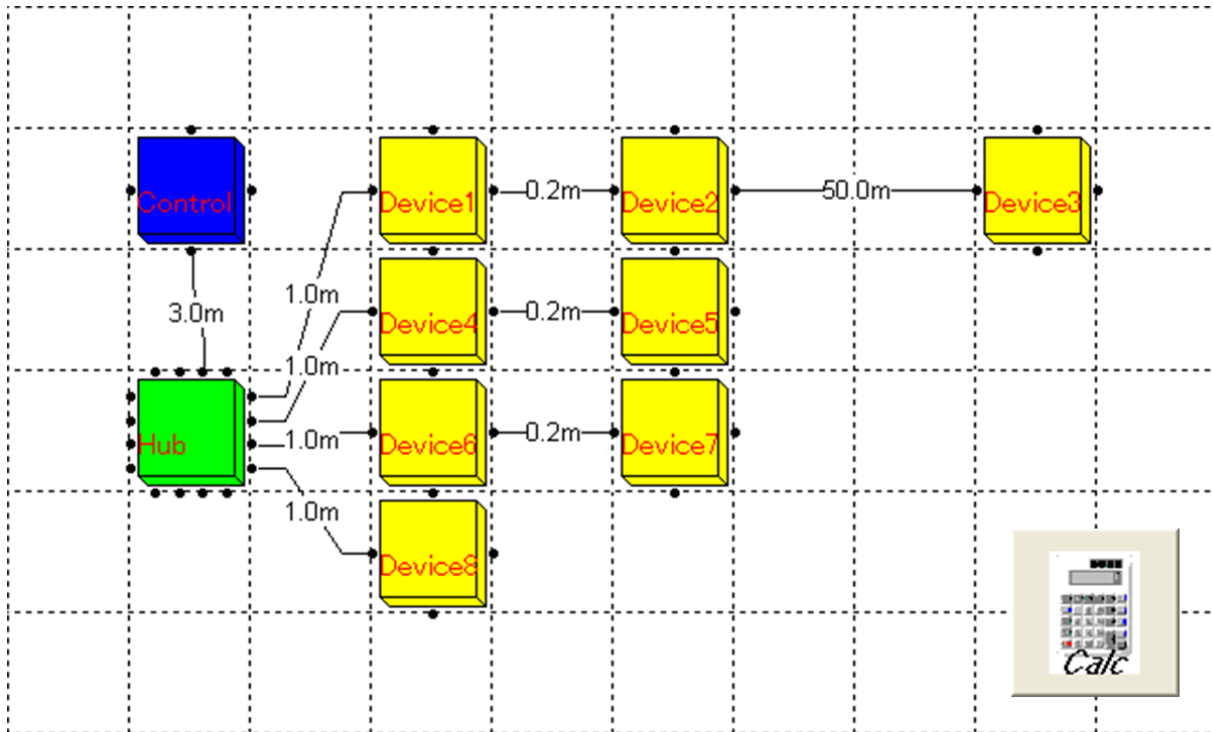 Control
Device1
0.2m
Device2
50.0m
Device3
1.0m
3.0m
Device4
0.2m
Device5
1.0m
Hub
1.0m
Device6
0.2m
Device7
1.0m
Device8
Calc